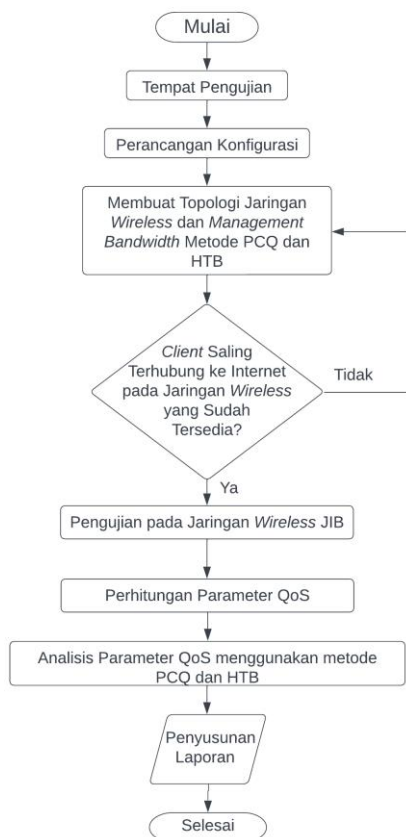 Mulai
Tempat Pengujian
Perancangan Konfigurasi
Membuat Topologi Jaringan
Wireless dan Management
Bandwidth Metode PCQ dan
HTB
Client Saling
Terhubung ke Internet
pada Jaringan Wireless
yang Sudah
Tersedia?
Tidak
Ya
Pengujian pada Jaringan Wireless JIB
Perhitungan Parameter QoS
Analisis Parameter QoS menggunakan metode
PCQ dan HTB
Penyusunan
Laporan
Selesai